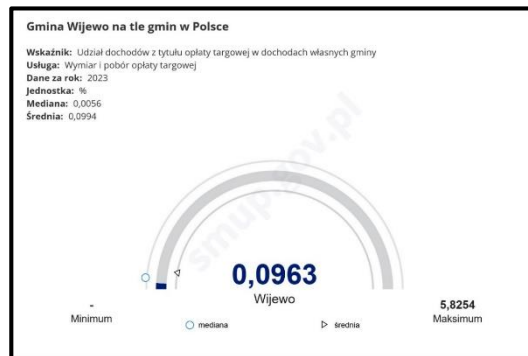 Gmina Wijewo na tle gmin w Polsce
Wskaźnik: Udział dochodów z tytułu opłaty targowej w dochodach własnych gminy
Usługa: Wymiar i pobór opłaty targowej
Dane za rok: 2023
Jednostka: %
Mediana: 0,0056
Średnia: 0,0994
smup.gov.pl
0,0963
Wijewo
-
Minimum
5,8254
Maksimum
mediana
średnia